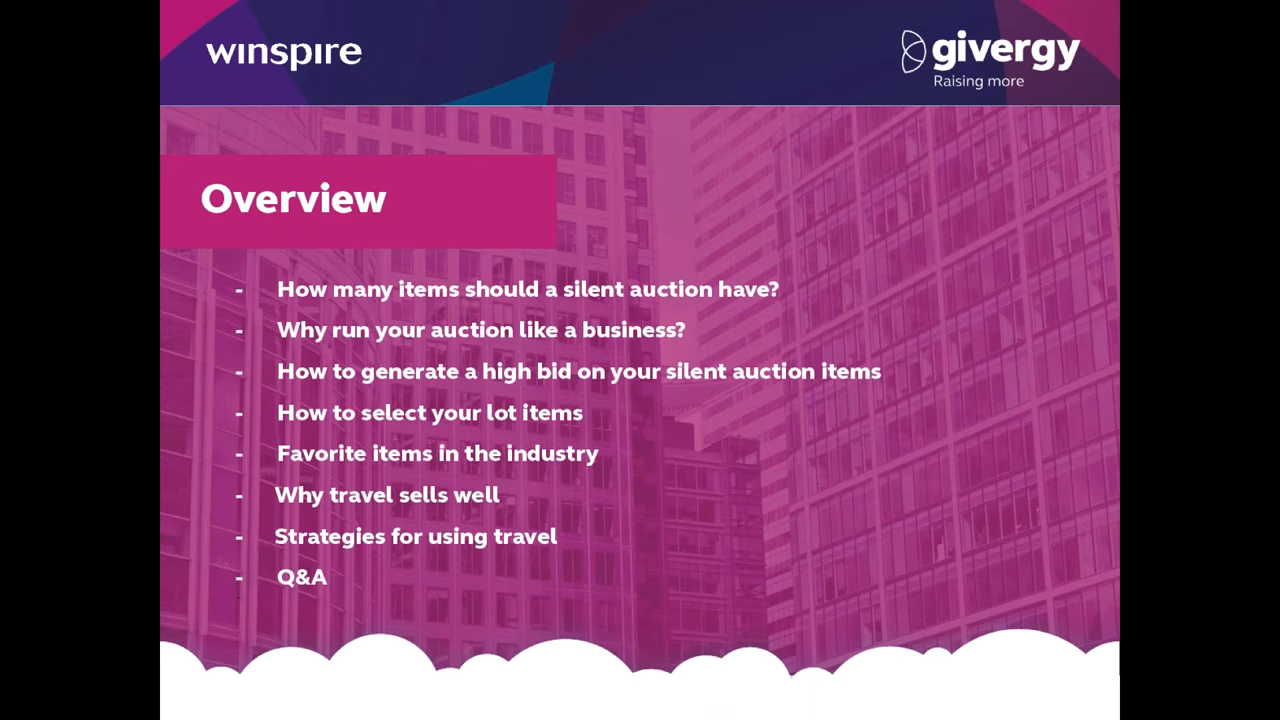 winspire
givergy
Raising more
Overview
- How many items should a silent auction have?
- Why run your auction like a business?
- How to generate a high bid on your silent auction items
- How to select your lot items
- Favorite items in the industry
- Why travel sells well
- Strategies for using travel
- Q&A